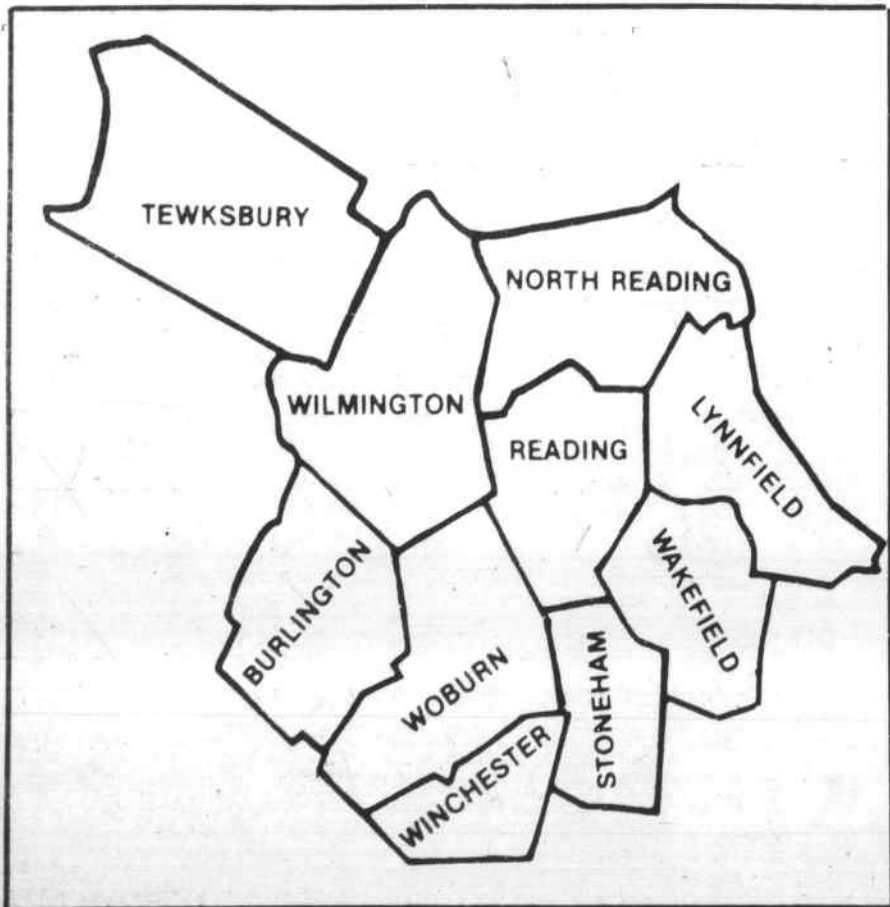 TEWKSBURY
NORTH READING
WILMINGTON
LYNNFIELD
READING
BURLINGTON
WAKEFIELD
WOBURN
STONEHAM
WINCHESTER